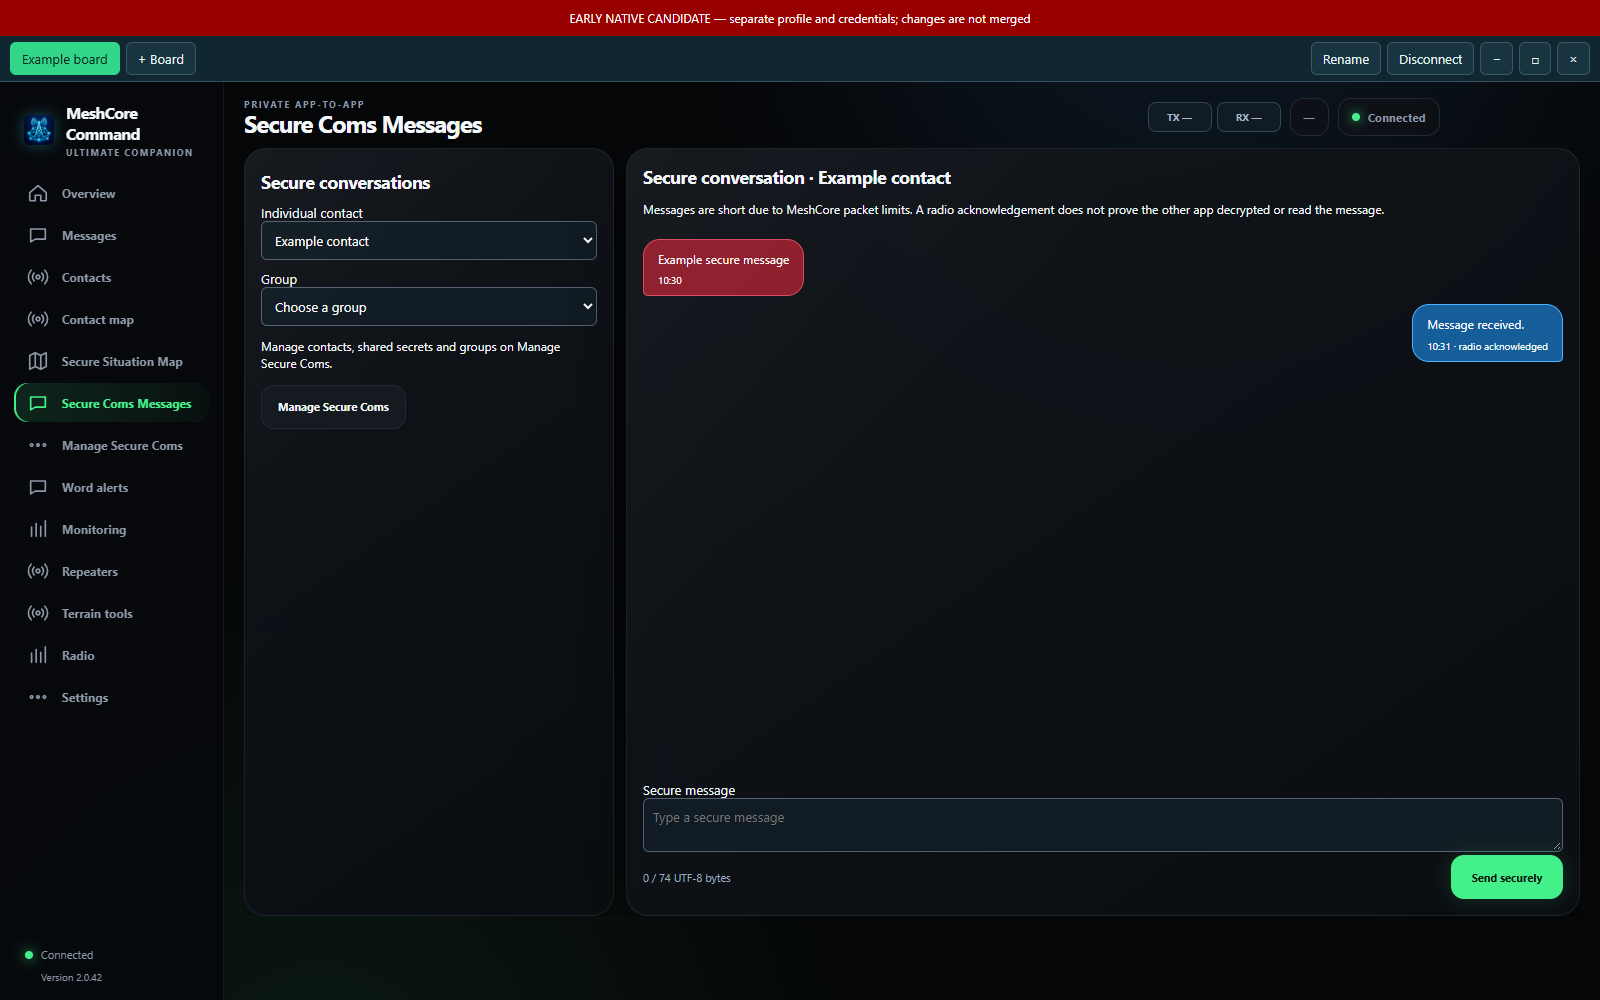 EARLY NATIVE CANDIDATE — separate profile and credentials; changes are not merged
Example board
+ Board
Rename
Disconnect
MeshCore
Command
ULTIMATE COMPANION
Overview
Messages
Contacts
Contact map
Secure Situation Map
Secure Coms Messages
Manage Secure Coms
Word alerts
Monitoring
Repeaters
Terrain tools
Radio
Settings
Connected
Version 2.0.42
PRIVATE APP-TO-APP
Secure Coms Messages
TX —
RX —
—
Connected
Secure conversations
Individual contact
Example contact
Group
Choose a group
Manage contacts, shared secrets and groups on Manage
Secure Coms.
Manage Secure Coms
Secure conversation · Example contact
Messages are short due to MeshCore packet limits. A radio acknowledgement does not prove the other app decrypted or read the message.
Example secure message
10:30
Message received.
10:31 · radio acknowledged
Secure message
Type a secure message
0 / 74 UTF-8 bytes
Send securely